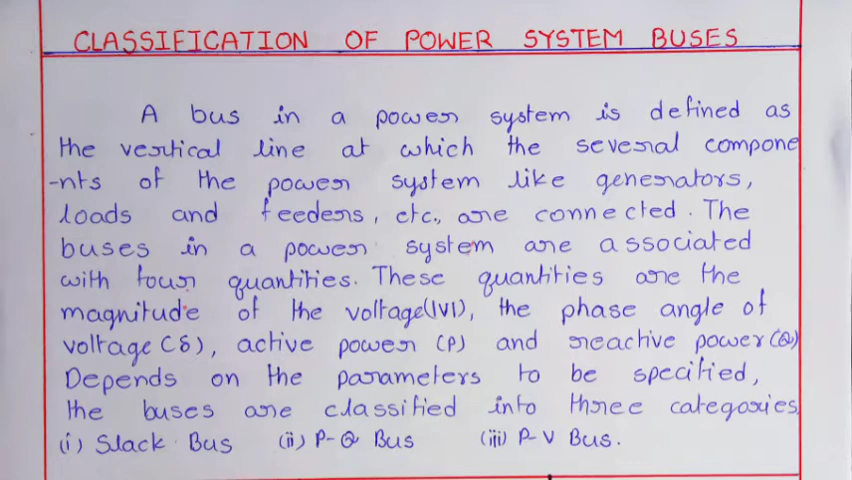 CLASSIFICATION OF POWER SYSTEM BUSES
A bus in a power system is defined as
the vertical line at which the several compone
-nts of the power system like generators,
loads and feeders, etc., are connected. The
buses in a power system are associated
with four quantities. These quantities are the
magnitude of the voltage(|V|), the phase angle of
voltage (δ), active power (P) and reactive power (Q)
Depends on the parameters to be specified,
the buses are classified into three categories
(i) Slack Bus (ii) P-Q Bus (iii) P-V Bus.